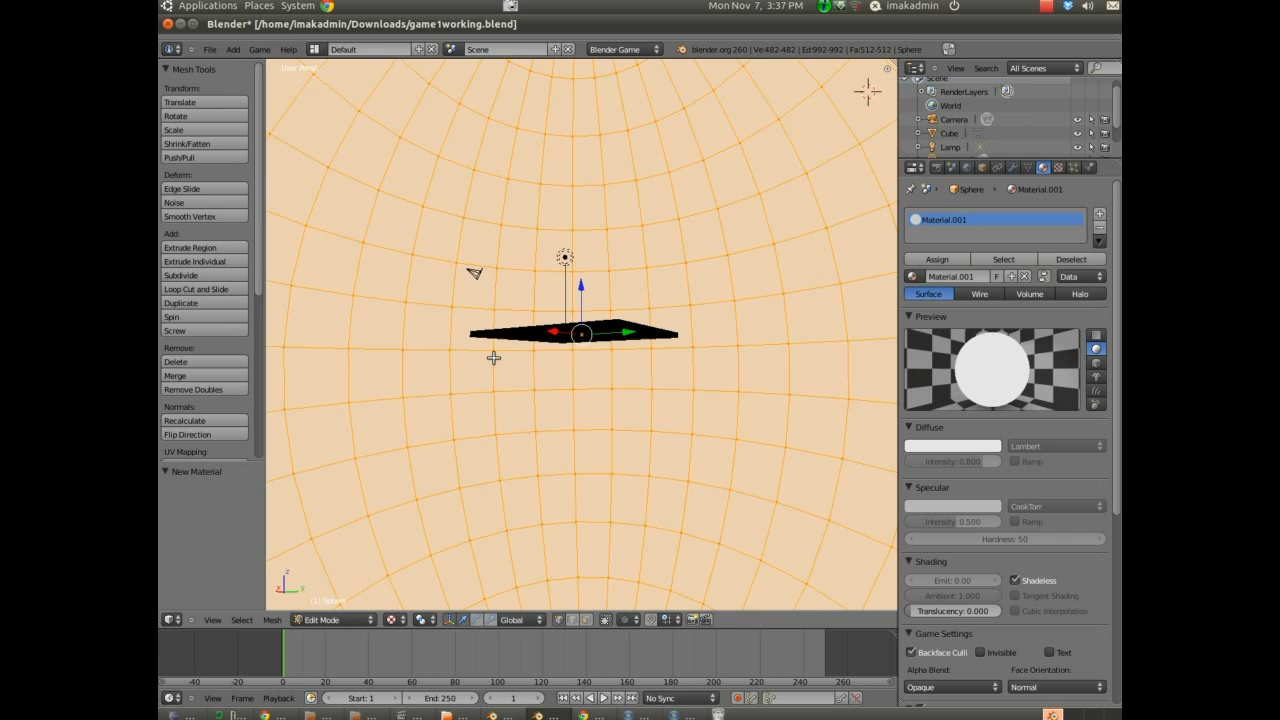 Applications Places System Mon Nov 7, 3:37 PM imakadmin
Blender* [/home/imakadmin/Downloads/game1working.blend]
File Add Game Help Default Scene Blender Game blender.org 260 | Ve:482-482 | Ed:992-992 | Fa:512-512 | Sphere
Mesh Tools
Transform:
Translate
Rotate
Scale
Shrink/Fatten
Push/Pull
Deform:
Edge Slide
Noise
Smooth Vertex
Add:
Extrude Region
Extrude Individual
Subdivide
Loop Cut and Slide
Duplicate
Spin
Screw
Remove:
Delete
Merge
Remove Doubles
Normals:
Recalculate
Flip Direction
UV Mapping:
New Material
User Persp
z
x y
(1) Sphere
View Search All Scenes
Scene
RenderLayers
World
Camera
Cube
Lamp
Sphere Material.001
Material.001
Assign Select Deselect
Material.001 F Data
Surface Wire Volume Halo
Preview
Diffuse
Lambert
Intensity: 0.800 Ramp
Specular
CookTorr
Intensity: 0.500 Ramp
Hardness: 50
Shading
Emit: 0.00 Shadeless
Ambient: 1.000 Tangent Shading
Translucency: 0.000 Cubic Interpolation
Game Settings
Backface Culli Invisible Text
Alpha Blend: Face Orientation:
Opaque Normal
View Select Mesh Edit Mode Global
-40 -20 0 20 40 60 80 100 120 140 160 180 200 220 240 260
View Frame Playback Start: 1 End: 250 1 No Sync